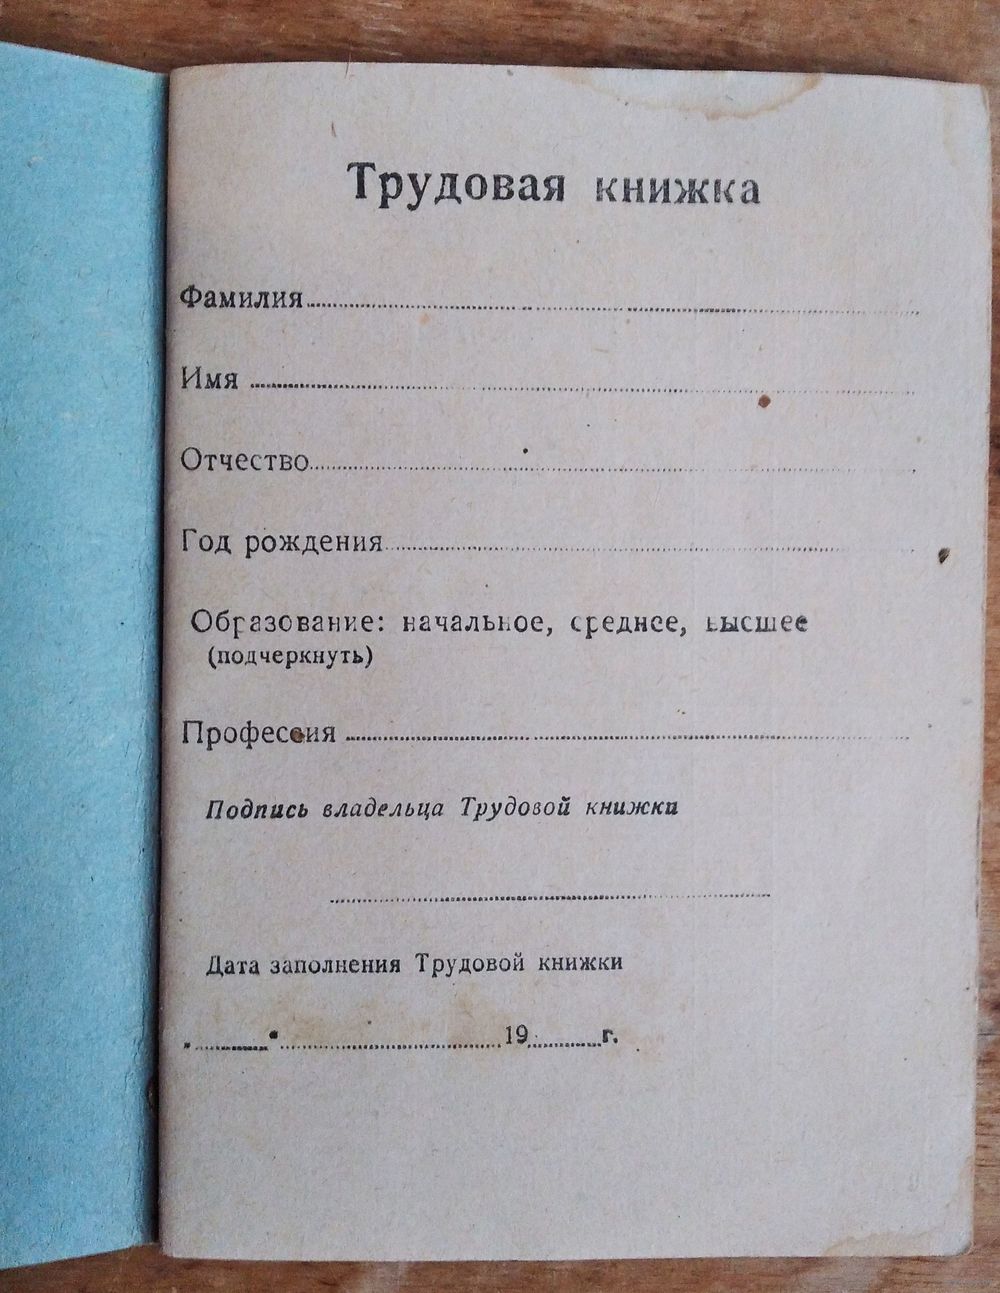 Трудовая книжка
Фамилия
Имя
Отчество
Год рождения
Образование: начальное, среднее, высшее
(подчеркнуть)
Профессия
Подпись владельца Трудовой книжки
Дата заполнения Трудовой книжки
„ “ 19 г.